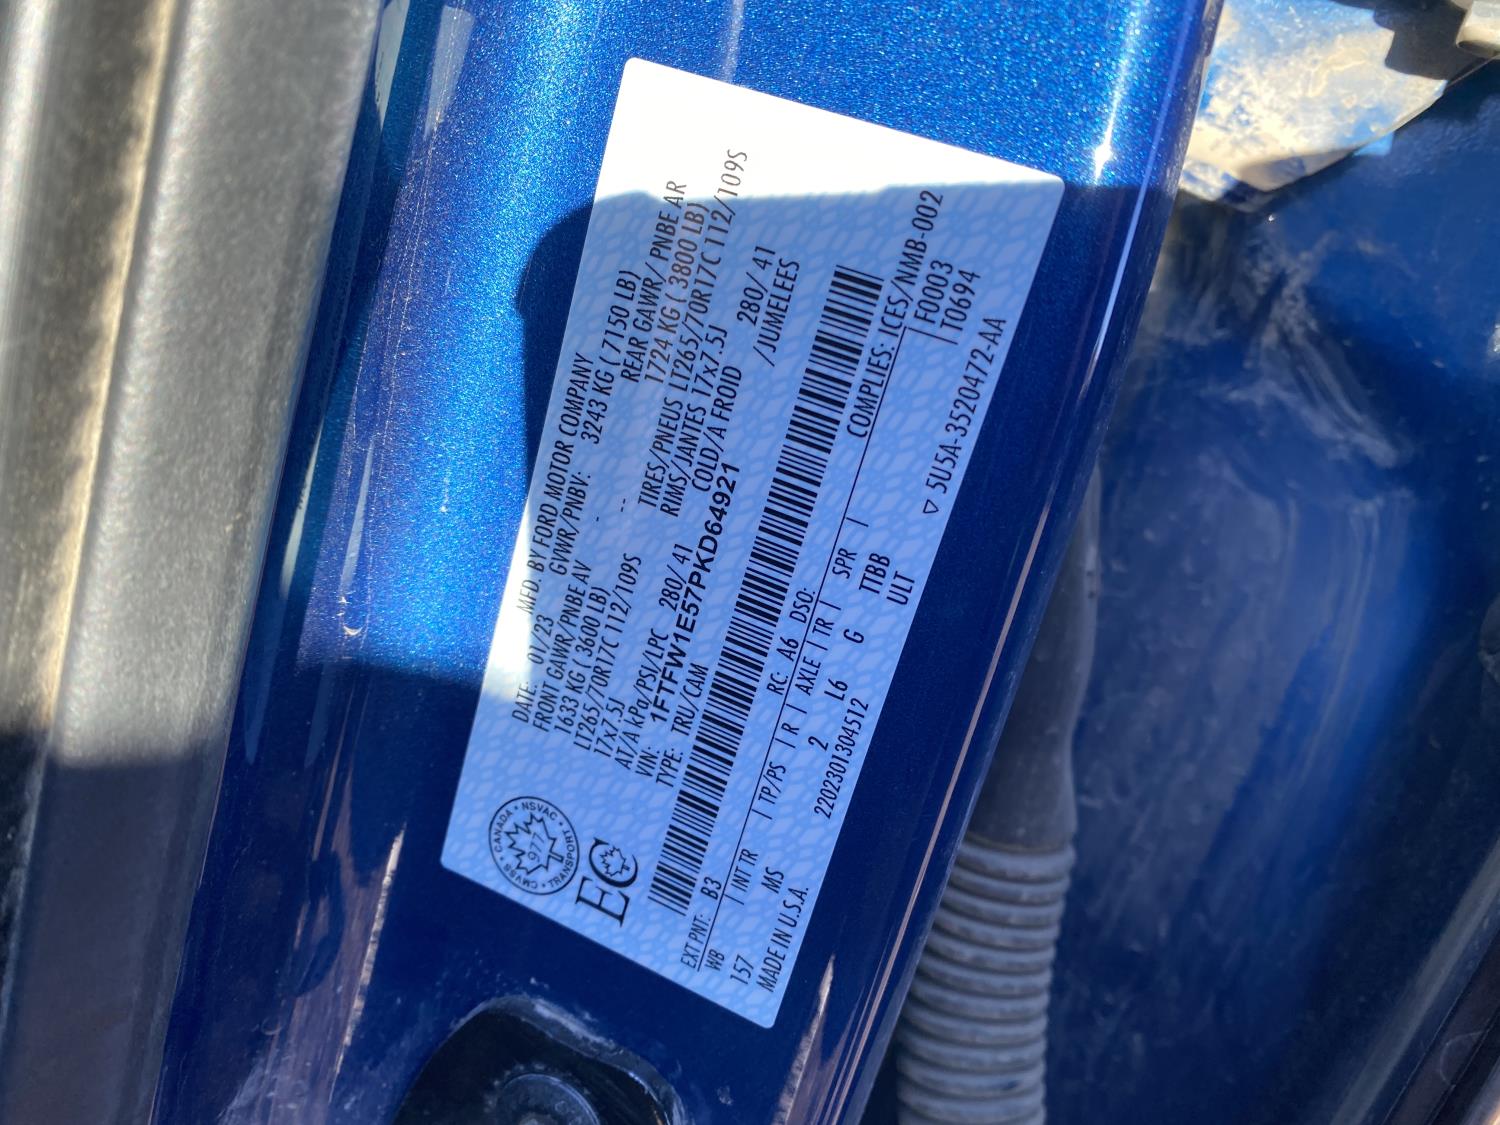 DATE: 01/23 MFD. BY FORD MOTOR COMPANY
FRONT GAWR/PNBE AV GVWR/PNBV: 3243 KG ( 7150 LB)
1633 KG ( 3600 LB) - -- REAR GAWR/ PNBE AR
LT265/70R17C 112/109S 1724 KG ( 3800 LB)
17x7.5J TIRES/PNEUS LT265/70R17C 112/109S
RIMS/JANTES 17x7.5J
AT/A kPa/PSI/LPC 280/ 41 COLD/A FROID 280/ 41
VIN: 1FTFW1E57PKD64921 /JUMELEES
TYPE: TRV/CAM
CMVSS • CANADA • NSVAC • TRANSPORT
977
EC
EXT PNT: B3 RC: A6 DSO: COMPLIES: ICES/NMB-002
WB | INT TR | TP/PS | R | AXLE | TR | SPR | F0003
157 MS 2 L6 G TTBB T0694
MADE IN U.S.A. 2202301304512 ULT
▽ 5U5A-3520472-AA